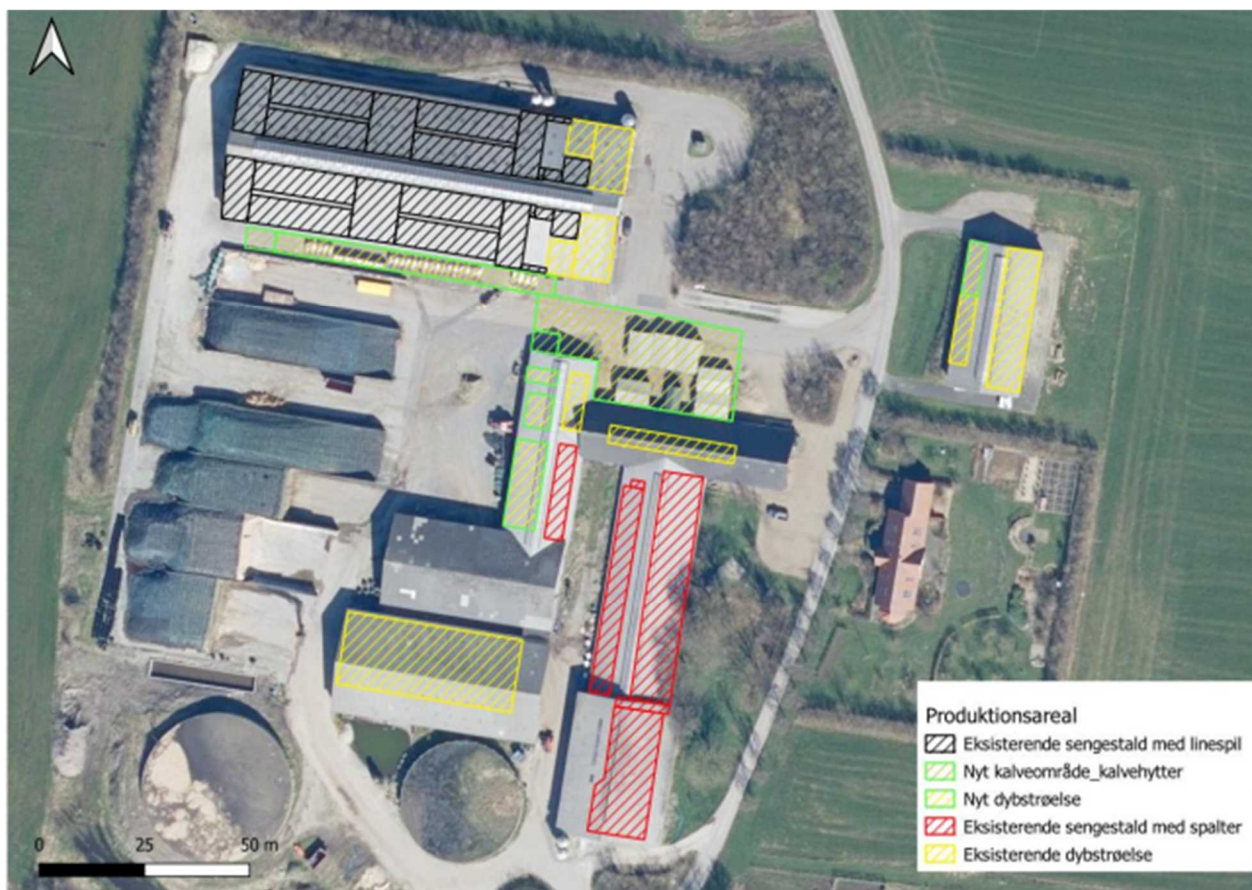 Produktionsareal
Eksisterende sengestald med linespil
Nyt kalveområde_kalvehytter
Nyt dybstrøelse
Eksisterende sengestald med spalter
Eksisterende dybstrøelse
0 25 50 m